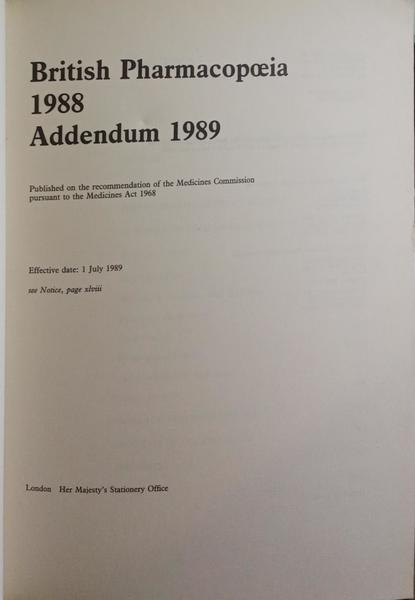 British Pharmacopœia
1988
Addendum 1989
Published on the recommendation of the Medicines Commission
pursuant to the Medicines Act 1968
Effective date: 1 July 1989
see Notice, page xlviii
London Her Majesty's Stationery Office